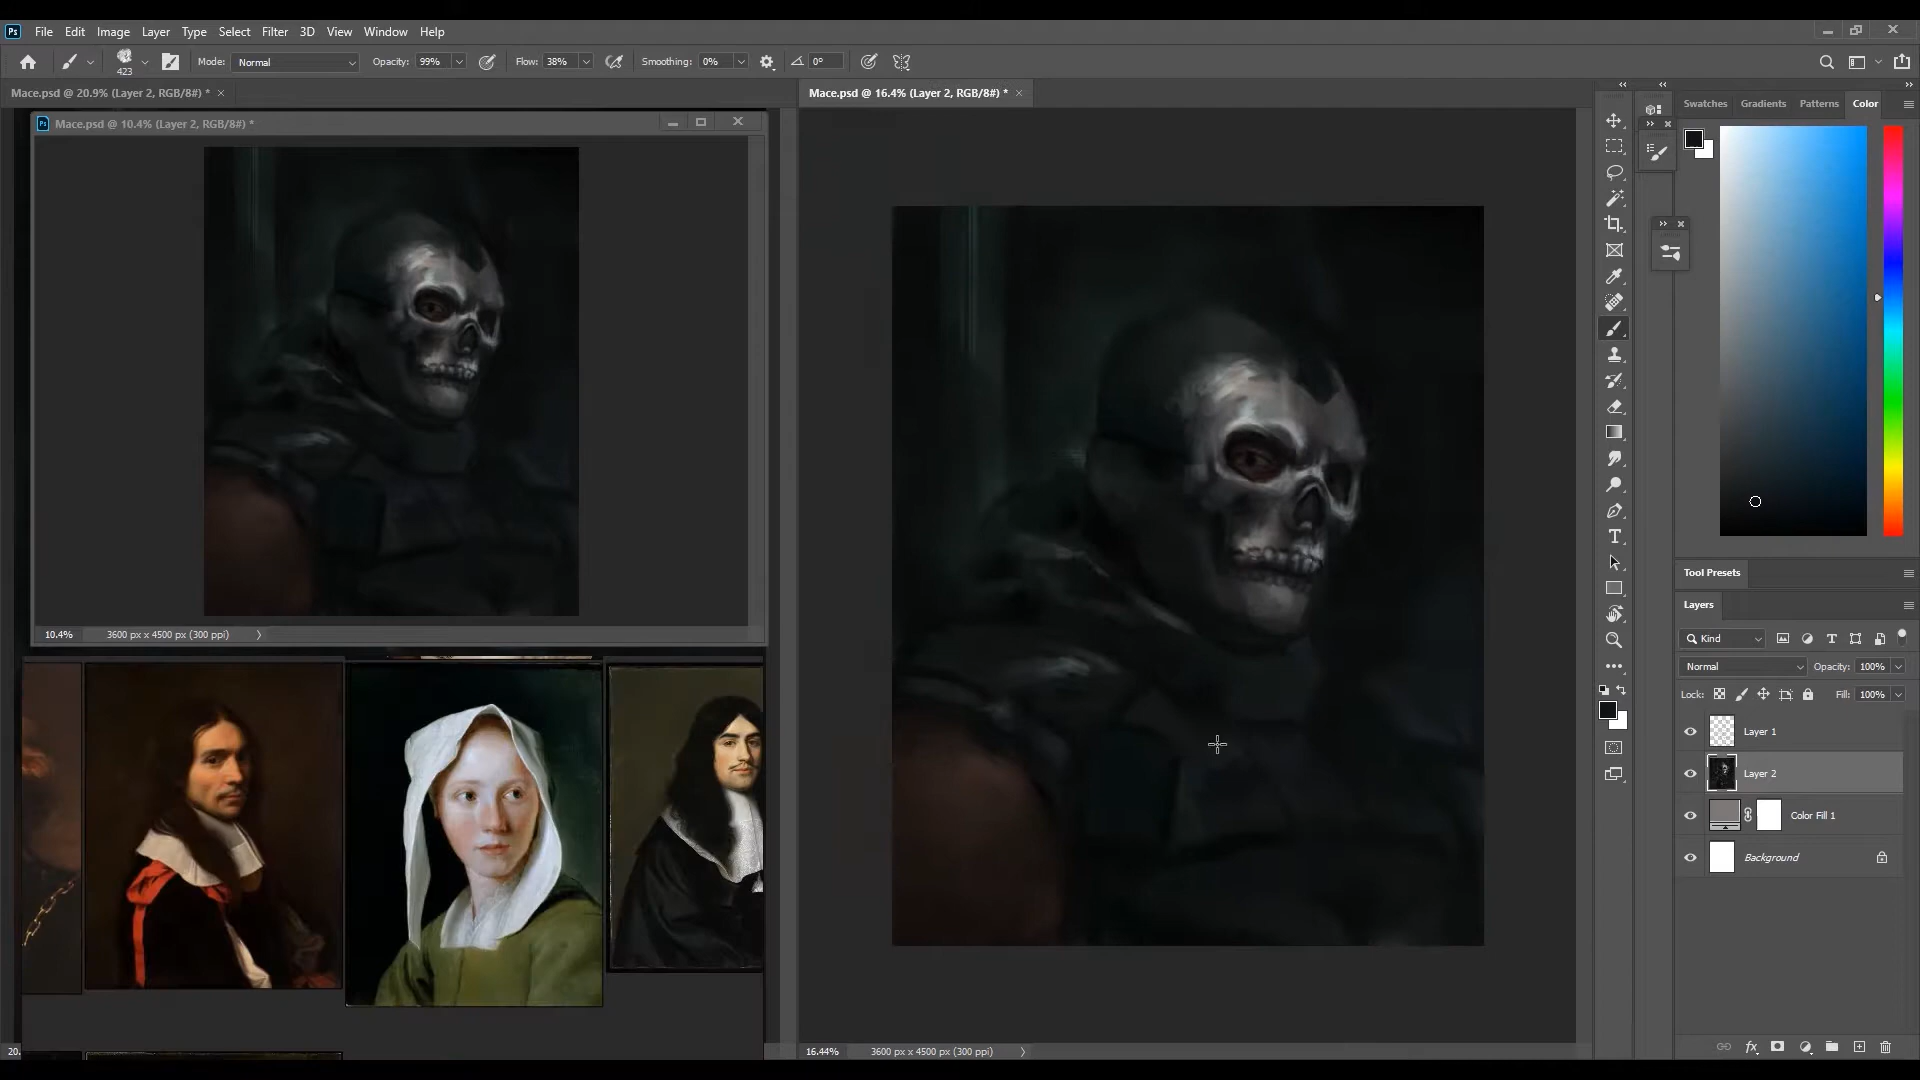 Ps File Edit Image Layer Type Select Filter 3D View Window Help
423 Mode: Normal Opacity: 99% Flow: 38% Smoothing: 0% 0°
Mace.psd @ 20.9% (Layer 2, RGB/8#) *
Mace.psd @ 16.4% (Layer 2, RGB/8#) *
Swatches Gradients Patterns Color
Mace.psd @ 10.4% (Layer 2, RGB/8#) *
10.4% 3600 px x 4500 px (300 ppi)
Tool Presets
Layers
Kind
Normal Opacity: 100%
Lock: Fill: 100%
Layer 1
Layer 2
Color Fill 1
Background
20.
16.44% 3600 px x 4500 px (300 ppi)
fx